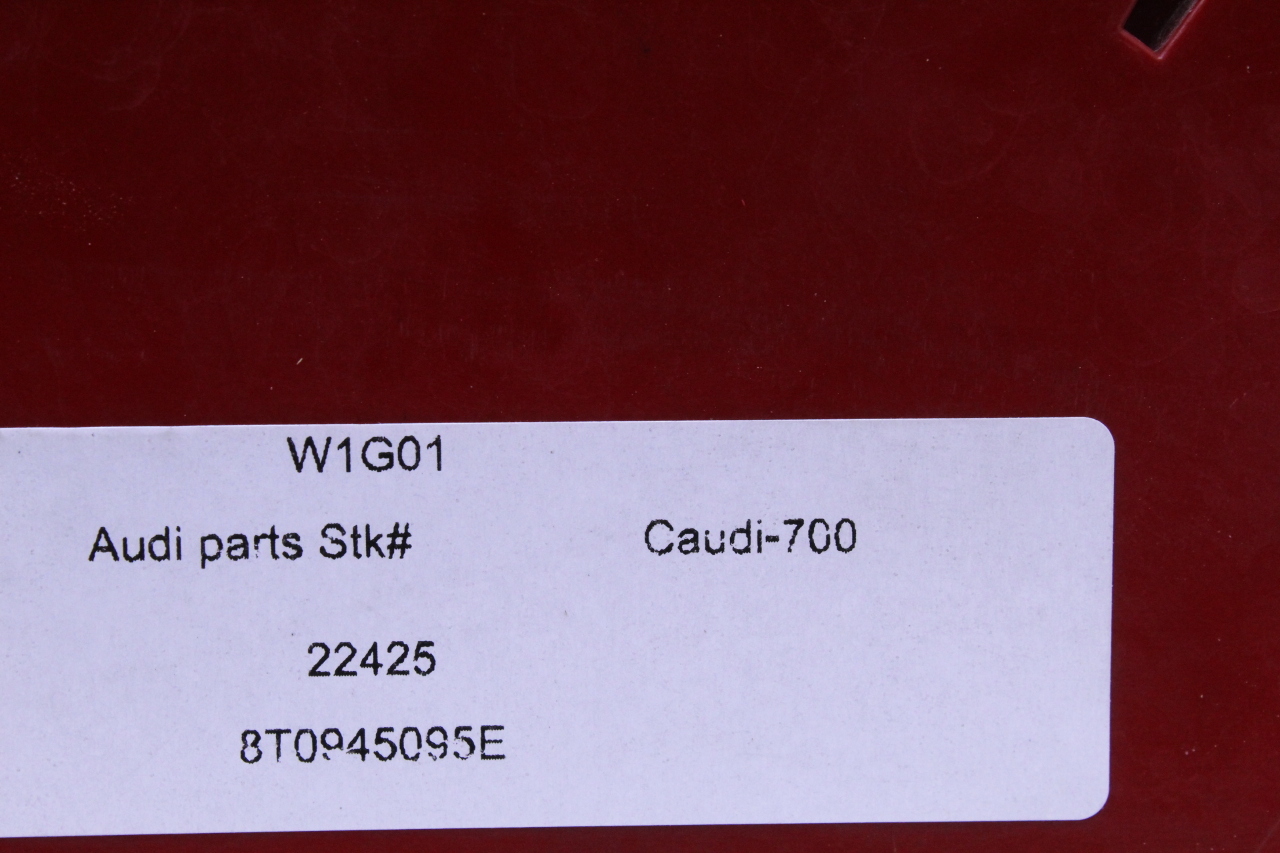 W1G01
Audi parts Stk# Caudi-700
22425
8T0945095E